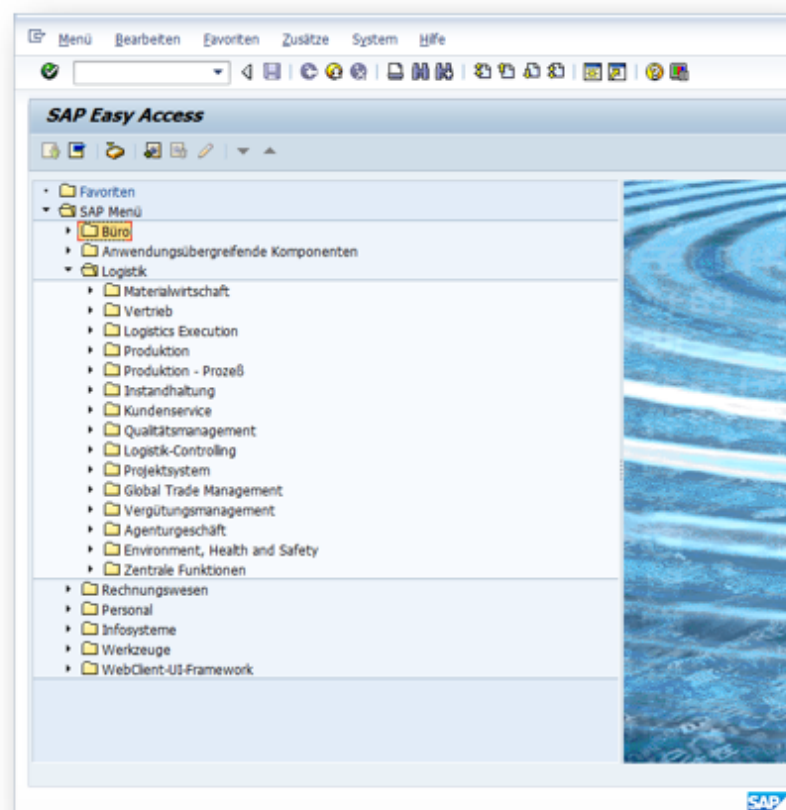 Menü Bearbeiten Favoriten Zusätze System Hilfe
SAP Easy Access
Favoriten
SAP Menü
Büro
Anwendungsübergreifende Komponenten
Logistik
Materialwirtschaft
Vertrieb
Logistics Execution
Produktion
Produktion - Prozeß
Instandhaltung
Kundenservice
Qualitätsmanagement
Logistik-Controlling
Projektsystem
Global Trade Management
Vergütungsmanagement
Agenturgeschäft
Environment, Health and Safety
Zentrale Funktionen
Rechnungswesen
Personal
Infosysteme
Werkzeuge
WebClient-UI-Framework
SAP